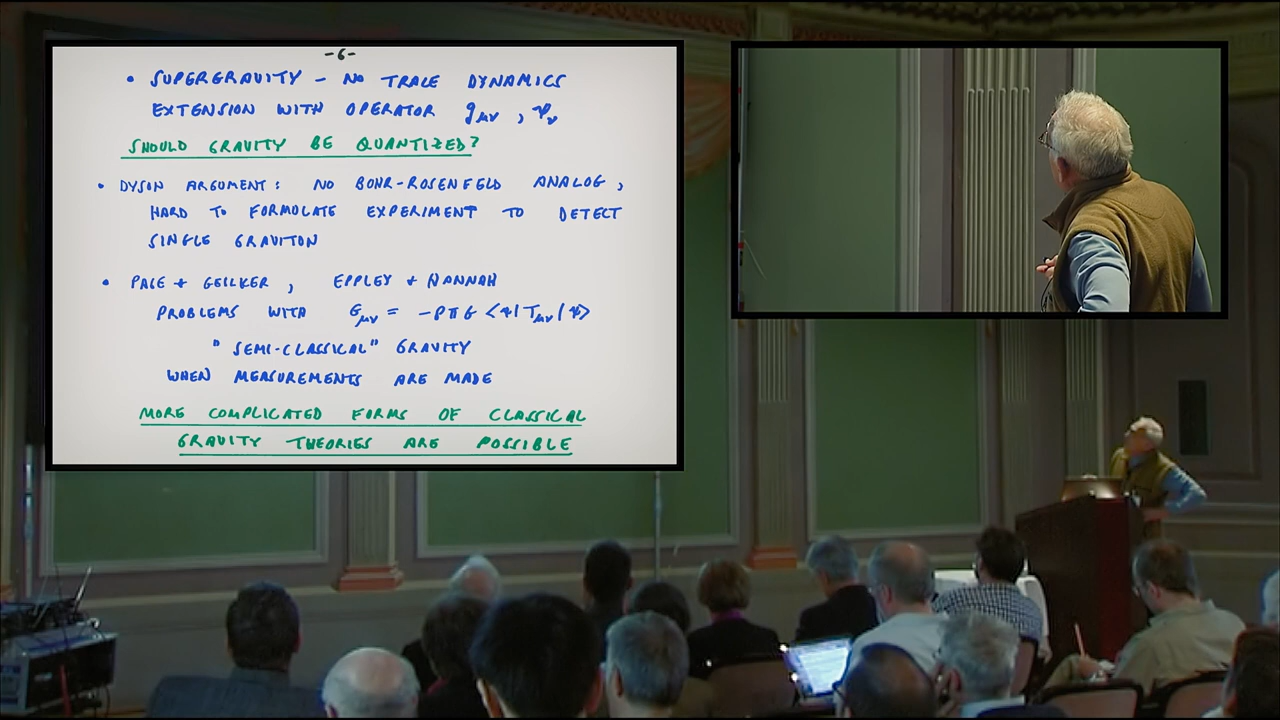 -6-
• SUPERGRAVITY – NO TRACE DYNAMICS
EXTENSION WITH OPERATOR gμν , ψν
SHOULD GRAVITY BE QUANTIZED?
• DYSON ARGUMENT: NO BOHR-ROSENFELD ANALOG,
HARD TO FORMULATE EXPERIMENT TO DETECT
SINGLE GRAVITON
• PAGE + GEILKER, EPPLEY + HANNAH
PROBLEMS WITH Gμν = -8πG <ψ|Tμν|ψ>
"SEMI-CLASSICAL" GRAVITY
WHEN MEASUREMENTS ARE MADE
MORE COMPLICATED FORMS OF CLASSICAL
GRAVITY THEORIES ARE POSSIBLE